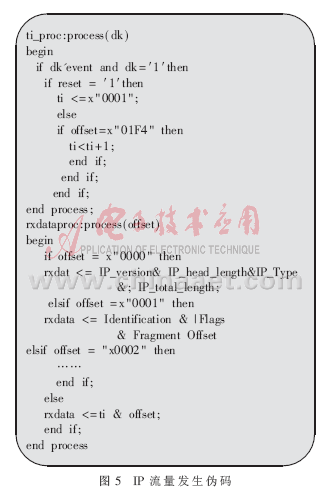 ti_proc:process(dk)
begin
if dk'event and dk='1'then
if reset = '1'then
ti <=x"0001";
else
if offset=x"01F4" then
ti<ti+1;
end if;
end if;
end if;
end process;
rxdataproc:process(offset)
begin
if offset = x"0000" then
rxdat <= IP_version& IP_head_length&IP_Type
&; IP_total_length;
elsif offset =x"0001" then
rxdata <= Identification & |Flags
& Fragment Offset
elsif offset = "x0002" then
……
end if;
else
rxdata <=ti & offset;
end if;
end process
电子技术应用
APPLICATION OF ELECTRONIC TECHNIQUE
www.chinaaet.com
图 5 IP 流量发生伪码